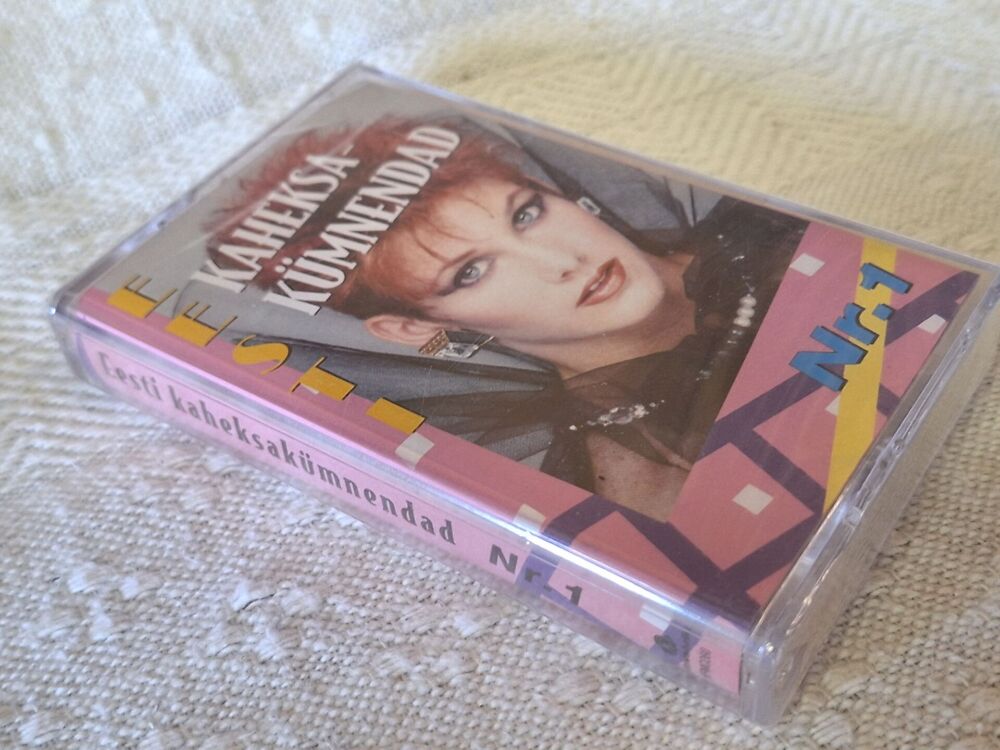 EESTI
KAHEKSA-
KÜMNENDAD
Nr.1
Eesti kaheksakümnendad Nr. 1